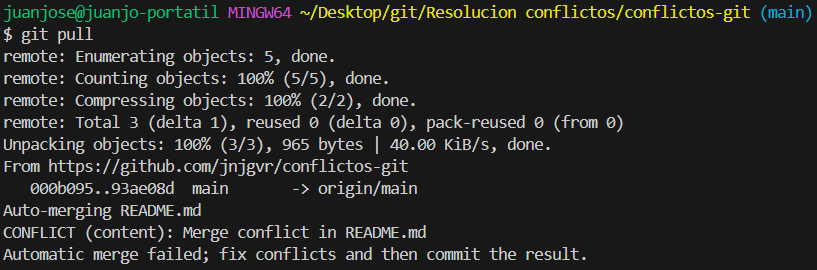 juanjose@juanjo-portatil MINGW64 ~/Desktop/git/Resolucion conflictos/conflictos-git (main)
$ git pull
remote: Enumerating objects: 5, done.
remote: Counting objects: 100% (5/5), done.
remote: Compressing objects: 100% (2/2), done.
remote: Total 3 (delta 1), reused 0 (delta 0), pack-reused 0 (from 0)
Unpacking objects: 100% (3/3), 965 bytes | 40.00 KiB/s, done.
From https://github.com/jnjgvr/conflictos-git
   000b095..93ae08d  main       -> origin/main
Auto-merging README.md
CONFLICT (content): Merge conflict in README.md
Automatic merge failed; fix conflicts and then commit the result.